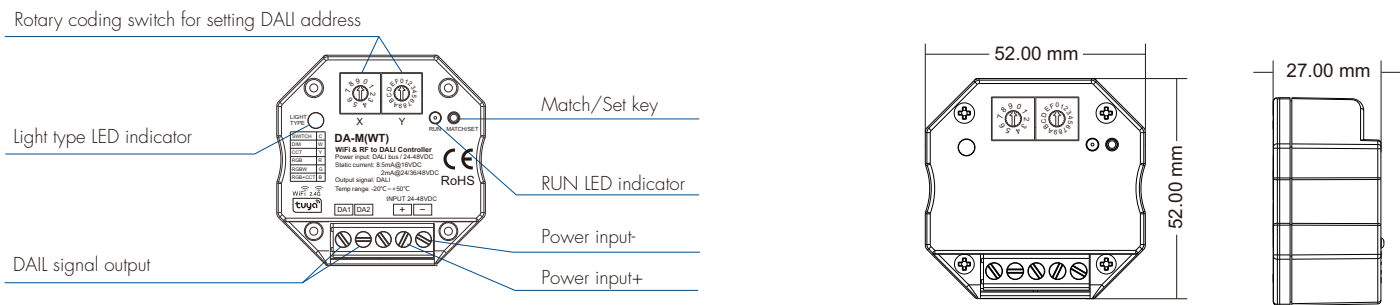 Rotary coding switch for setting DALI address
52.00 mm
27.00 mm
Match/Set key
Light type LED indicator
LIGHT
TYPE
X
Y
RUN
MATCH/SET
SWITCH C
DIM W
CCT Y
RGB R
RGBW G
RGB+CCT B
DA-M(WT)
WiFi & RF to DALI Controller
Power input: DALI bus / 24-48VDC
Static current: 8.5mA@16VDC
2mA@24/36/48VDC
Output signal: DALI
Temp range: -20℃~+50℃
CE
RoHS
WiFi 2.4G
tuya
INPUT 24-48VDC
DA1 DA2 + −
RUN LED indicator
52.00 mm
Power input-
DAIL signal output
Power input+